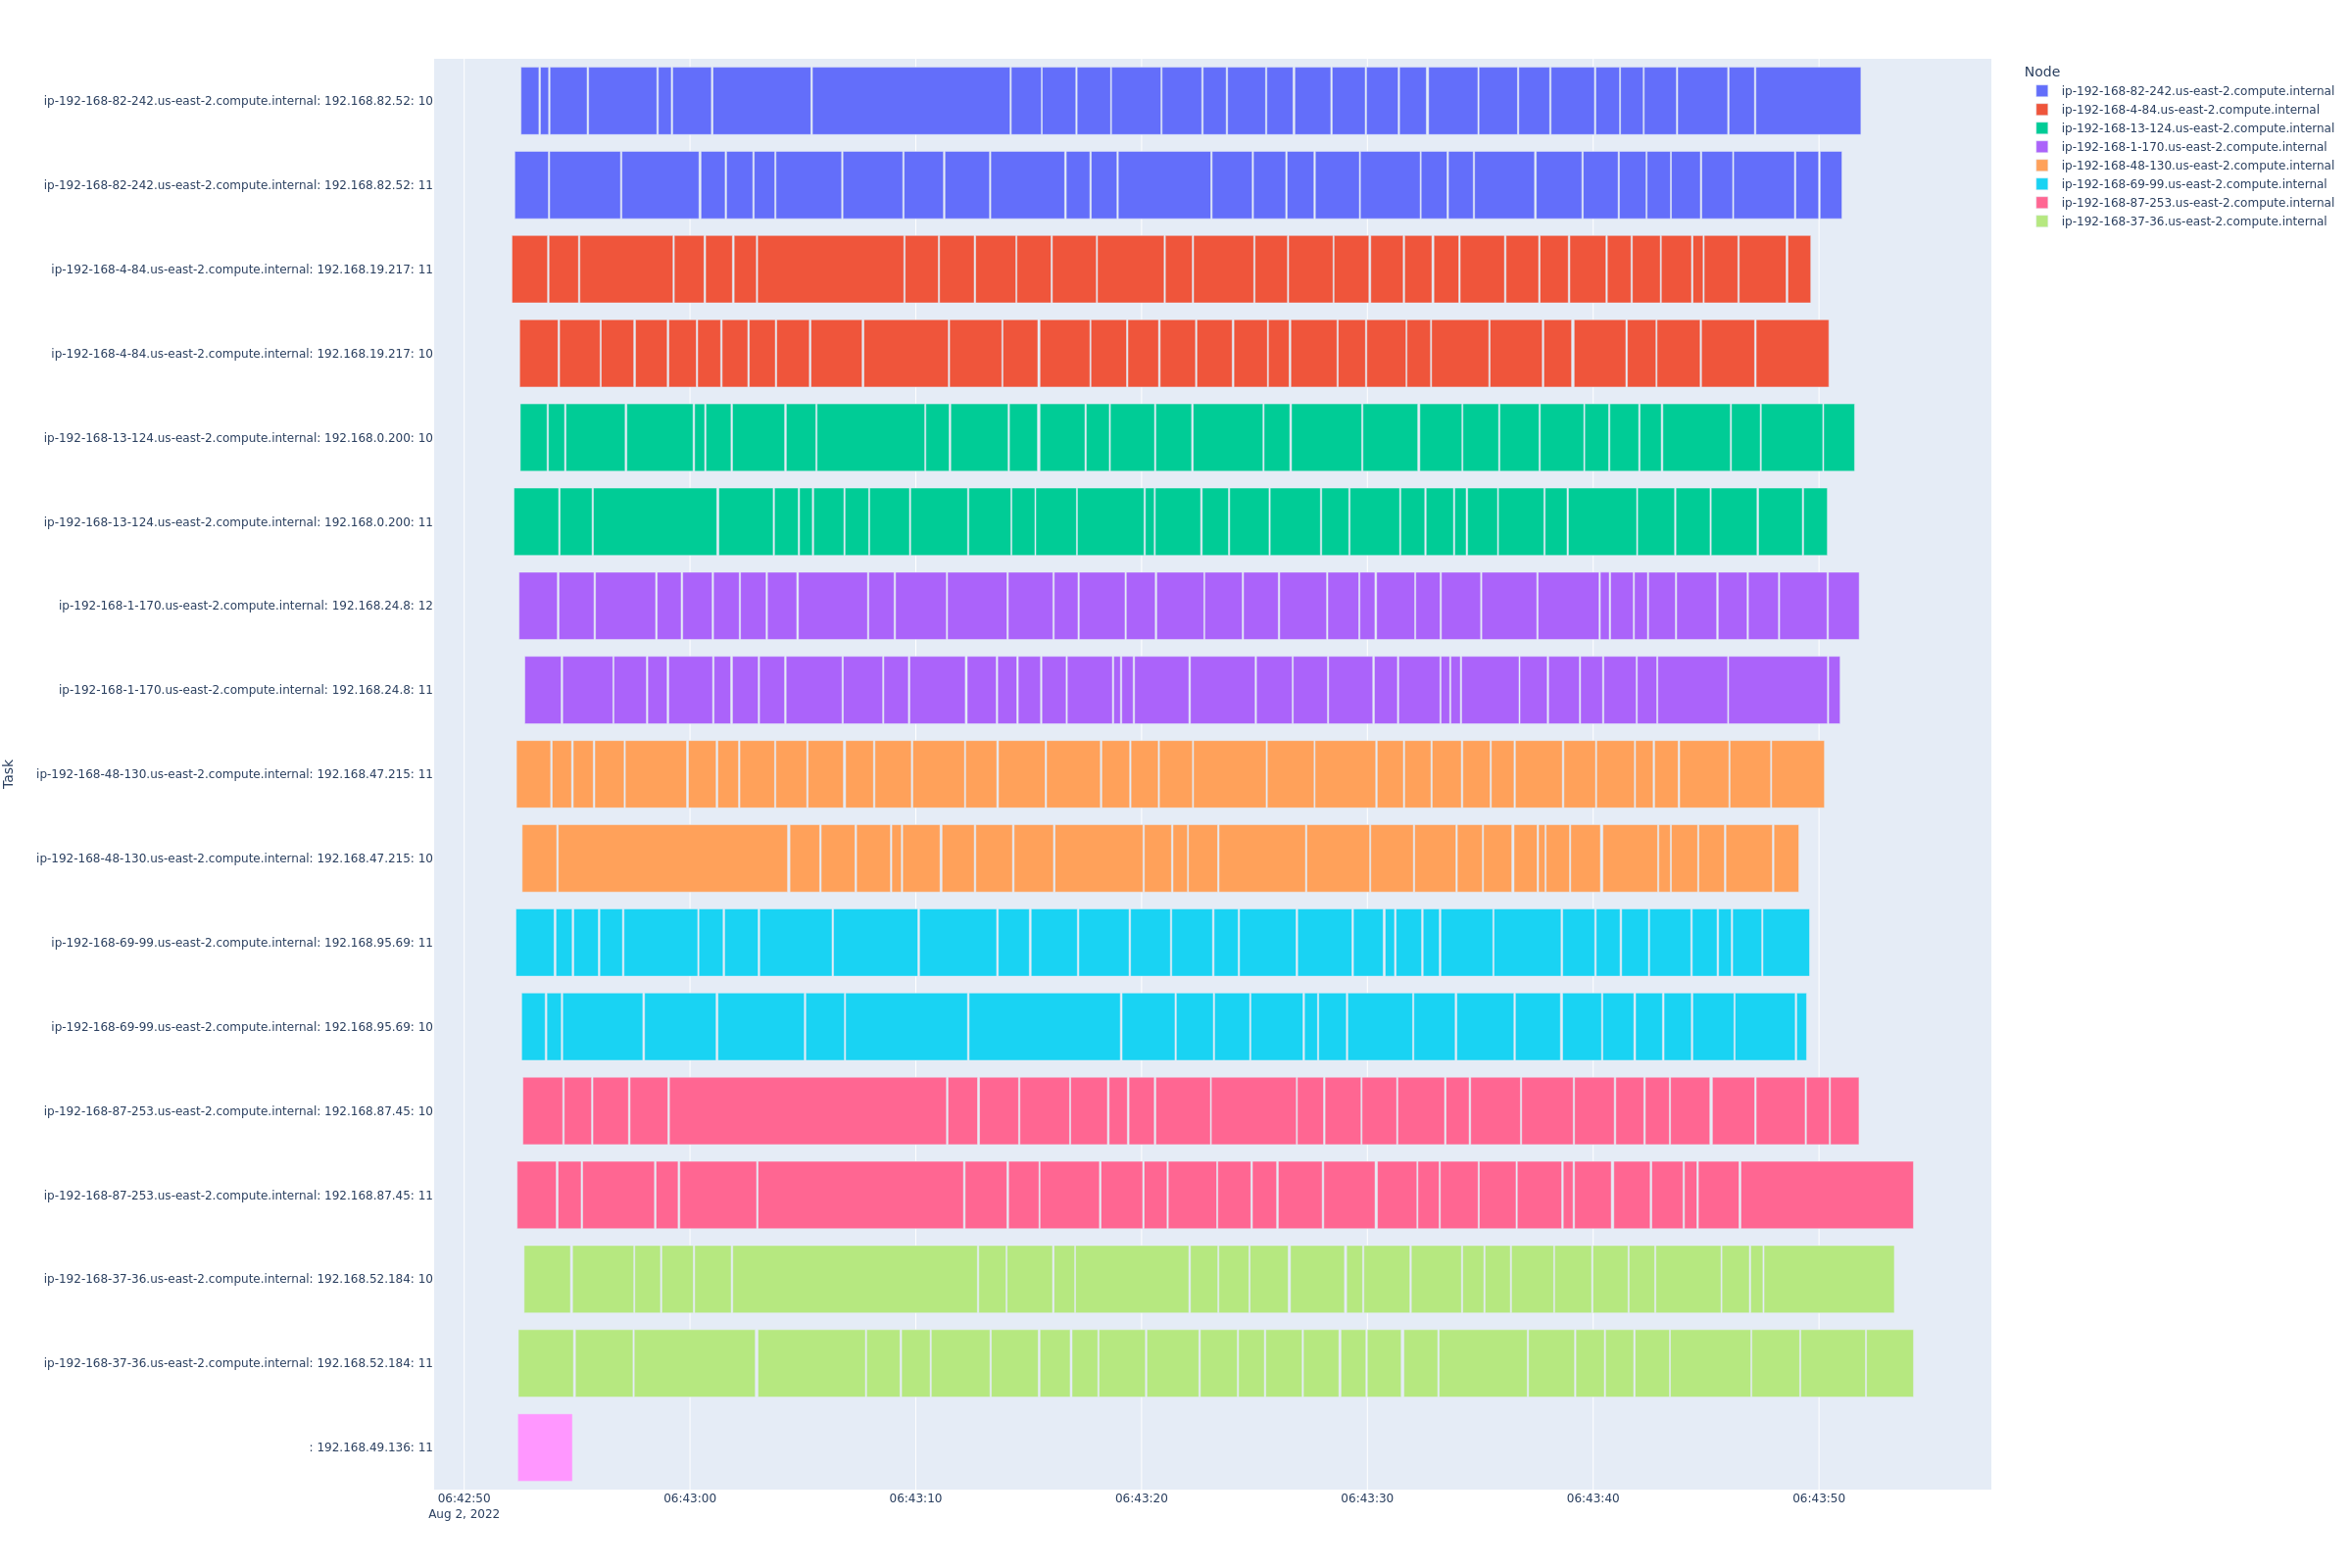 ip-192-168-82-242.us-east-2.compute.internal: 192.168.82.52: 10
ip-192-168-82-242.us-east-2.compute.internal: 192.168.82.52: 11
ip-192-168-4-84.us-east-2.compute.internal: 192.168.19.217: 11
ip-192-168-4-84.us-east-2.compute.internal: 192.168.19.217: 10
ip-192-168-13-124.us-east-2.compute.internal: 192.168.0.200: 10
ip-192-168-13-124.us-east-2.compute.internal: 192.168.0.200: 11
ip-192-168-1-170.us-east-2.compute.internal: 192.168.24.8: 12
ip-192-168-1-170.us-east-2.compute.internal: 192.168.24.8: 11
ip-192-168-48-130.us-east-2.compute.internal: 192.168.47.215: 11
ip-192-168-48-130.us-east-2.compute.internal: 192.168.47.215: 10
ip-192-168-69-99.us-east-2.compute.internal: 192.168.95.69: 11
ip-192-168-69-99.us-east-2.compute.internal: 192.168.95.69: 10
ip-192-168-87-253.us-east-2.compute.internal: 192.168.87.45: 10
ip-192-168-87-253.us-east-2.compute.internal: 192.168.87.45: 11
ip-192-168-37-36.us-east-2.compute.internal: 192.168.52.184: 10
ip-192-168-37-36.us-east-2.compute.internal: 192.168.52.184: 11
: 192.168.49.136: 11
Task
06:42:50 06:43:00 06:43:10 06:43:20 06:43:30 06:43:40 06:43:50
Aug 2, 2022
Node
ip-192-168-82-242.us-east-2.compute.internal
ip-192-168-4-84.us-east-2.compute.internal
ip-192-168-13-124.us-east-2.compute.internal
ip-192-168-1-170.us-east-2.compute.internal
ip-192-168-48-130.us-east-2.compute.internal
ip-192-168-69-99.us-east-2.compute.internal
ip-192-168-87-253.us-east-2.compute.internal
ip-192-168-37-36.us-east-2.compute.internal